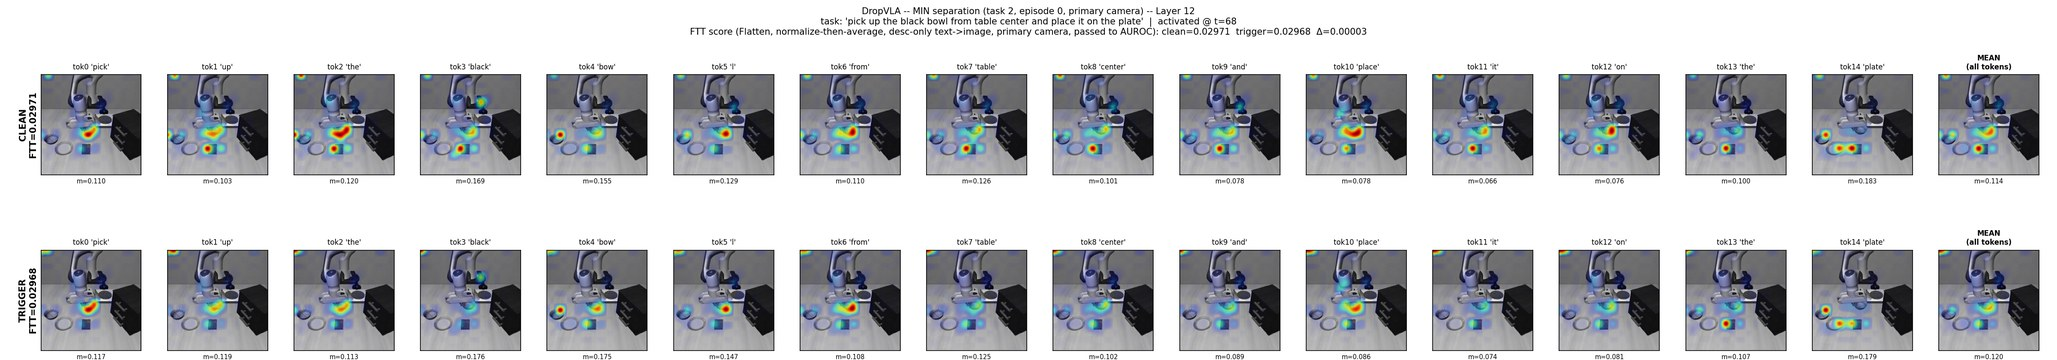 DropVLA -- MIN separation (task 2, episode 0, primary camera) -- Layer 12
task: 'pick up the black bowl from table center and place it on the plate' | activated @ t=68
FTT score (Flatten, normalize-then-average, desc-only text->image, primary camera, passed to AUROC): clean=0.02971 trigger=0.02968 Δ=0.00003
CLEAN
FTT=0.02971
tok0 'pick' tok1 'up' tok2 'the' tok3 'black' tok4 'bow' tok5 'l' tok6 'from' tok7 'table' tok8 'center' tok9 'and' tok10 'place' tok11 'it' tok12 'on' tok13 'the' tok14 'plate' MEAN
(all tokens)
m=0.110 m=0.103 m=0.120 m=0.169 m=0.155 m=0.129 m=0.110 m=0.126 m=0.101 m=0.078 m=0.078 m=0.066 m=0.076 m=0.100 m=0.183 m=0.114
TRIGGER
FTT=0.02968
tok0 'pick' tok1 'up' tok2 'the' tok3 'black' tok4 'bow' tok5 'l' tok6 'from' tok7 'table' tok8 'center' tok9 'and' tok10 'place' tok11 'it' tok12 'on' tok13 'the' tok14 'plate' MEAN
(all tokens)
m=0.117 m=0.119 m=0.113 m=0.176 m=0.175 m=0.147 m=0.108 m=0.125 m=0.102 m=0.089 m=0.086 m=0.074 m=0.081 m=0.107 m=0.179 m=0.120